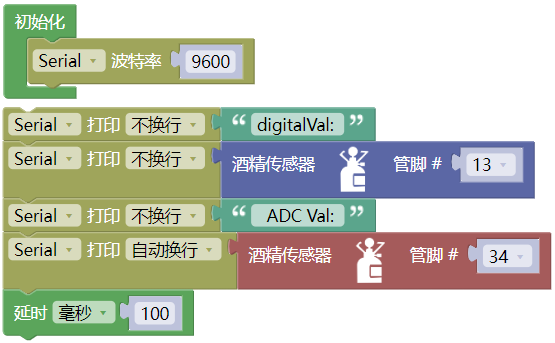 初始化
Serial 波特率 9600
Serial 打印 不换行 “ digitalVal: ”
Serial 打印 不换行 酒精传感器 管脚 # 13
Serial 打印 不换行 “ ADC Val: ”
Serial 打印 自动换行 酒精传感器 管脚 # 34
延时 毫秒 100